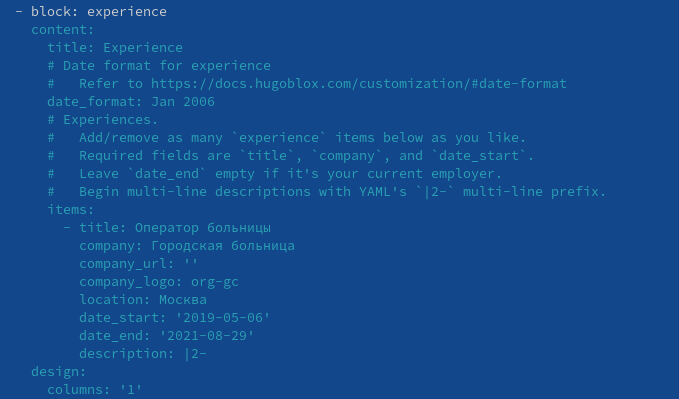 - block: experience
content:
title: Experience
# Date format for experience
#   Refer to https://docs.hugoblox.com/customization/#date-format
date_format: Jan 2006
# Experiences.
#   Add/remove as many `experience` items below as you like.
#   Required fields are `title`, `company`, and `date_start`.
#   Leave `date_end` empty if it's your current employer.
#   Begin multi-line descriptions with YAML's `|2-` multi-line prefix.
items:
- title: Оператор больницы
company: Городская больница
company_url: ''
company_logo: org-gc
location: Москва
date_start: '2019-05-06'
date_end: '2021-08-29'
description: |2-
design:
columns: '1'